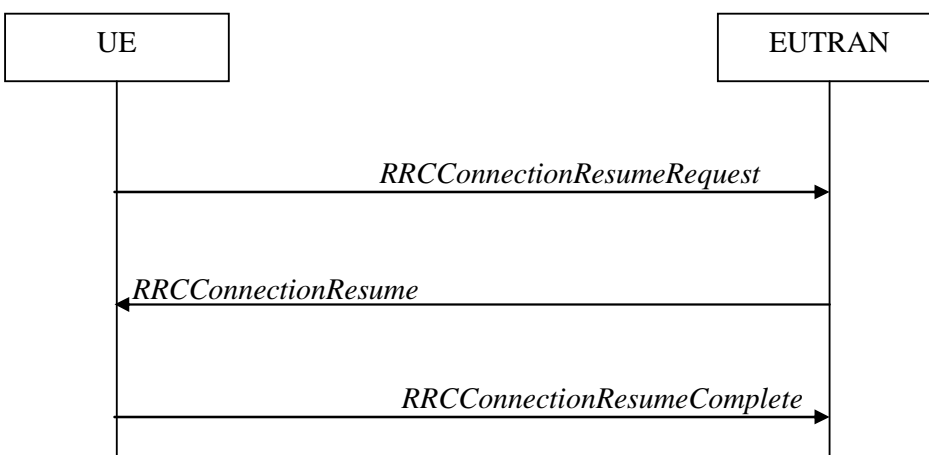 UE
EUTRAN
RRCConnectionResumeRequest
RRCConnectionResume
RRCConnectionResumeComplete